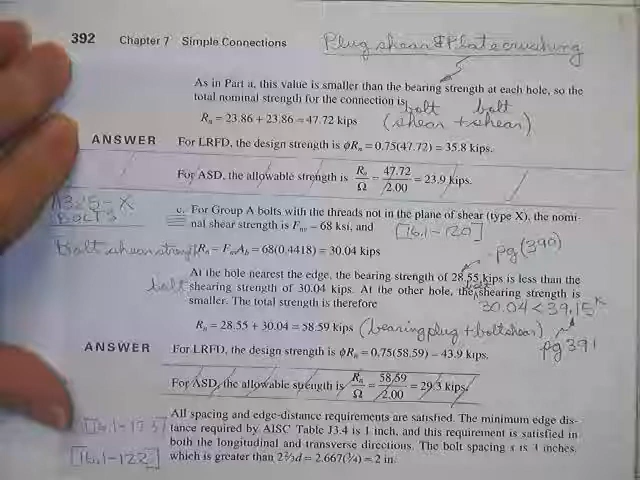 392 Chapter 7 Simple Connections
Plug shear & Plate crushing
As in Part a, this value is smaller than the bearing strength at each hole, so the
total nominal strength for the connection is
bolt bolt
Rn = 23.86 + 23.86 = 47.72 kips (shear + shear)
ANSWER For LRFD, the design strength is ϕRn = 0.75(47.72) = 35.8 kips.
For ASD, the allowable strength is Rn/Ω = 47.72/2.00 = 23.9 kips.
A325-X
BOLTS
c. For Group A bolts with the threads not in the plane of shear (type X), the nomi-
nal shear strength is Fnv = 68 ksi, and [16.1-120]
pg(390)
Bolt shear strength Rn = FnvAb = 68(0.4418) = 30.04 kips
At the hole nearest the edge, the bearing strength of 28.55 kips is less than the
bolt shearing strength of 30.04 kips. At the other hole, the bolt shearing strength is
smaller. The total strength is therefore 30.04 < 39.15 K
Rn = 28.55 + 30.04 = 58.59 kips (bearing plug + bolt shear)
pg 391
ANSWER For LRFD, the design strength is ϕRn = 0.75(58.59) = 43.9 kips.
For ASD, the allowable strength is Rn/Ω = 58.59/2.00 = 29.3 kips.
All spacing and edge-distance requirements are satisfied. The minimum edge dis-
tance required by AISC Table J3.4 is 1 inch, and this requirement is satisfied in
both the longitudinal and transverse directions. The bolt spacing s is 3 inches,
[16.1-122] which is greater than 2⅔d = 2.667(¾) = 2 in.